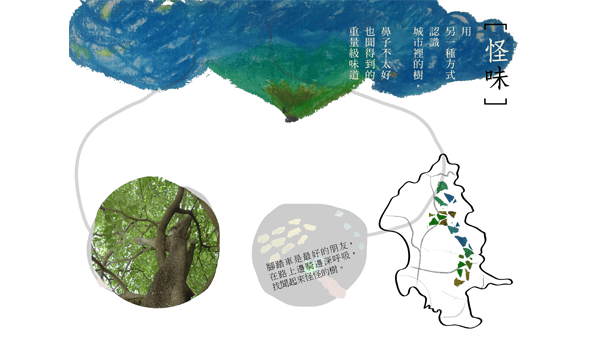 ［怪味］
用
另一種方式
認識
城市裡的樹。
鼻子不太好
也聞得到的
重量級味道
腳踏車是最好的朋友，
在路上邊騎邊深呼吸，
找聞起來怪怪的樹。